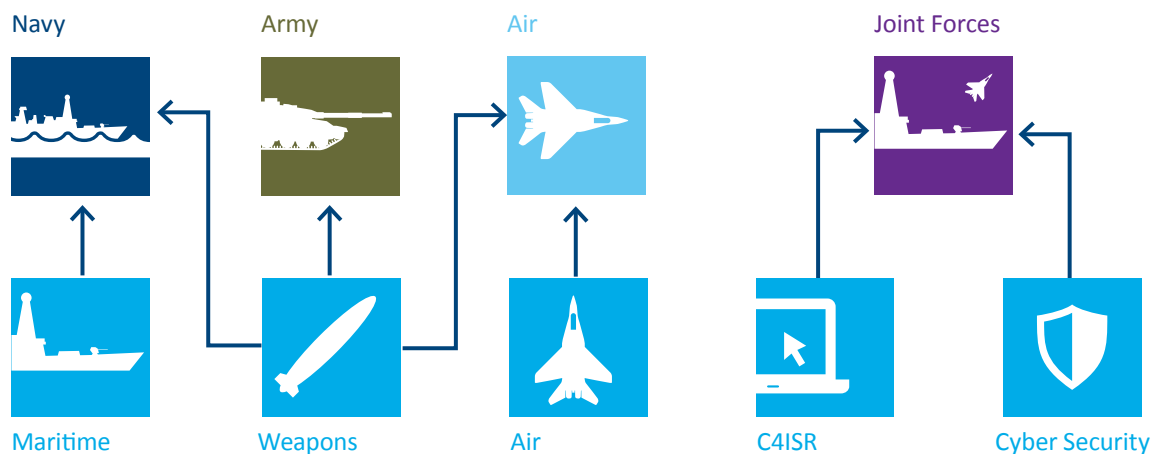 Navy
Army
Air
Joint Forces
Maritime
Weapons
Air
C4ISR
Cyber Security